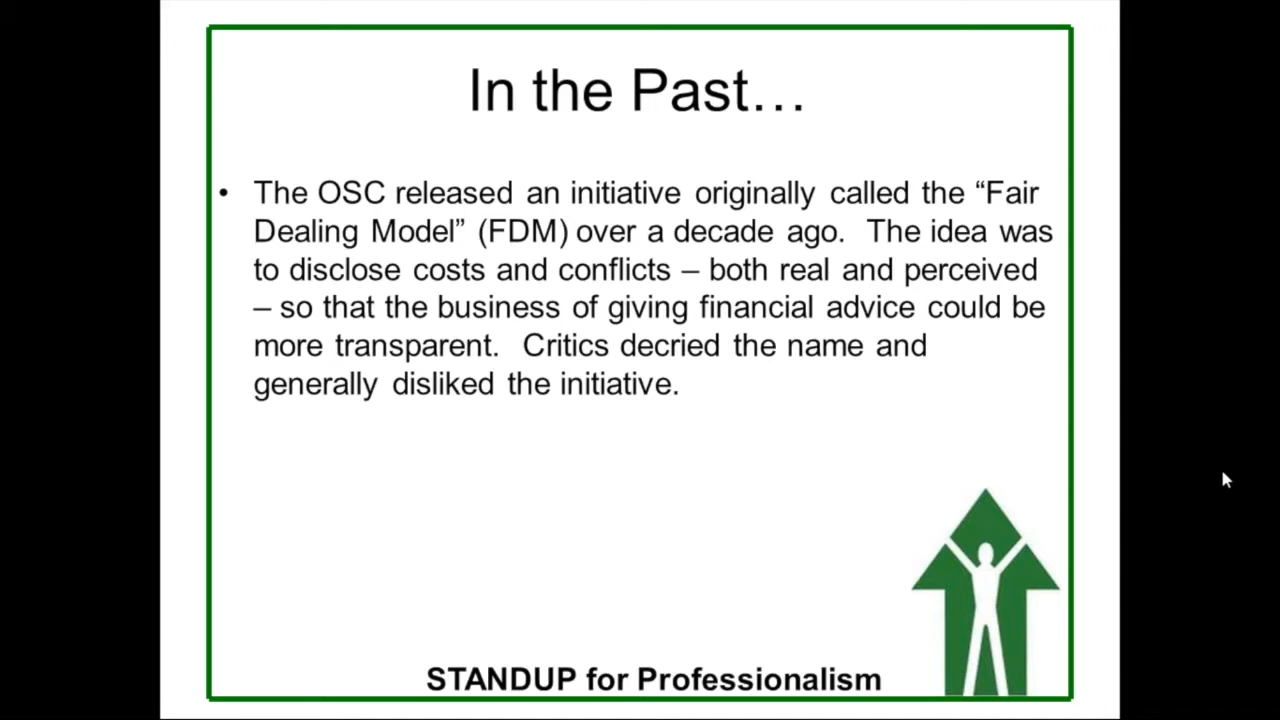 In the Past…
• The OSC released an initiative originally called the “Fair
Dealing Model” (FDM) over a decade ago.  The idea was
to disclose costs and conflicts – both real and perceived
– so that the business of giving financial advice could be
more transparent.  Critics decried the name and
generally disliked the initiative.
STANDUP for Professionalism